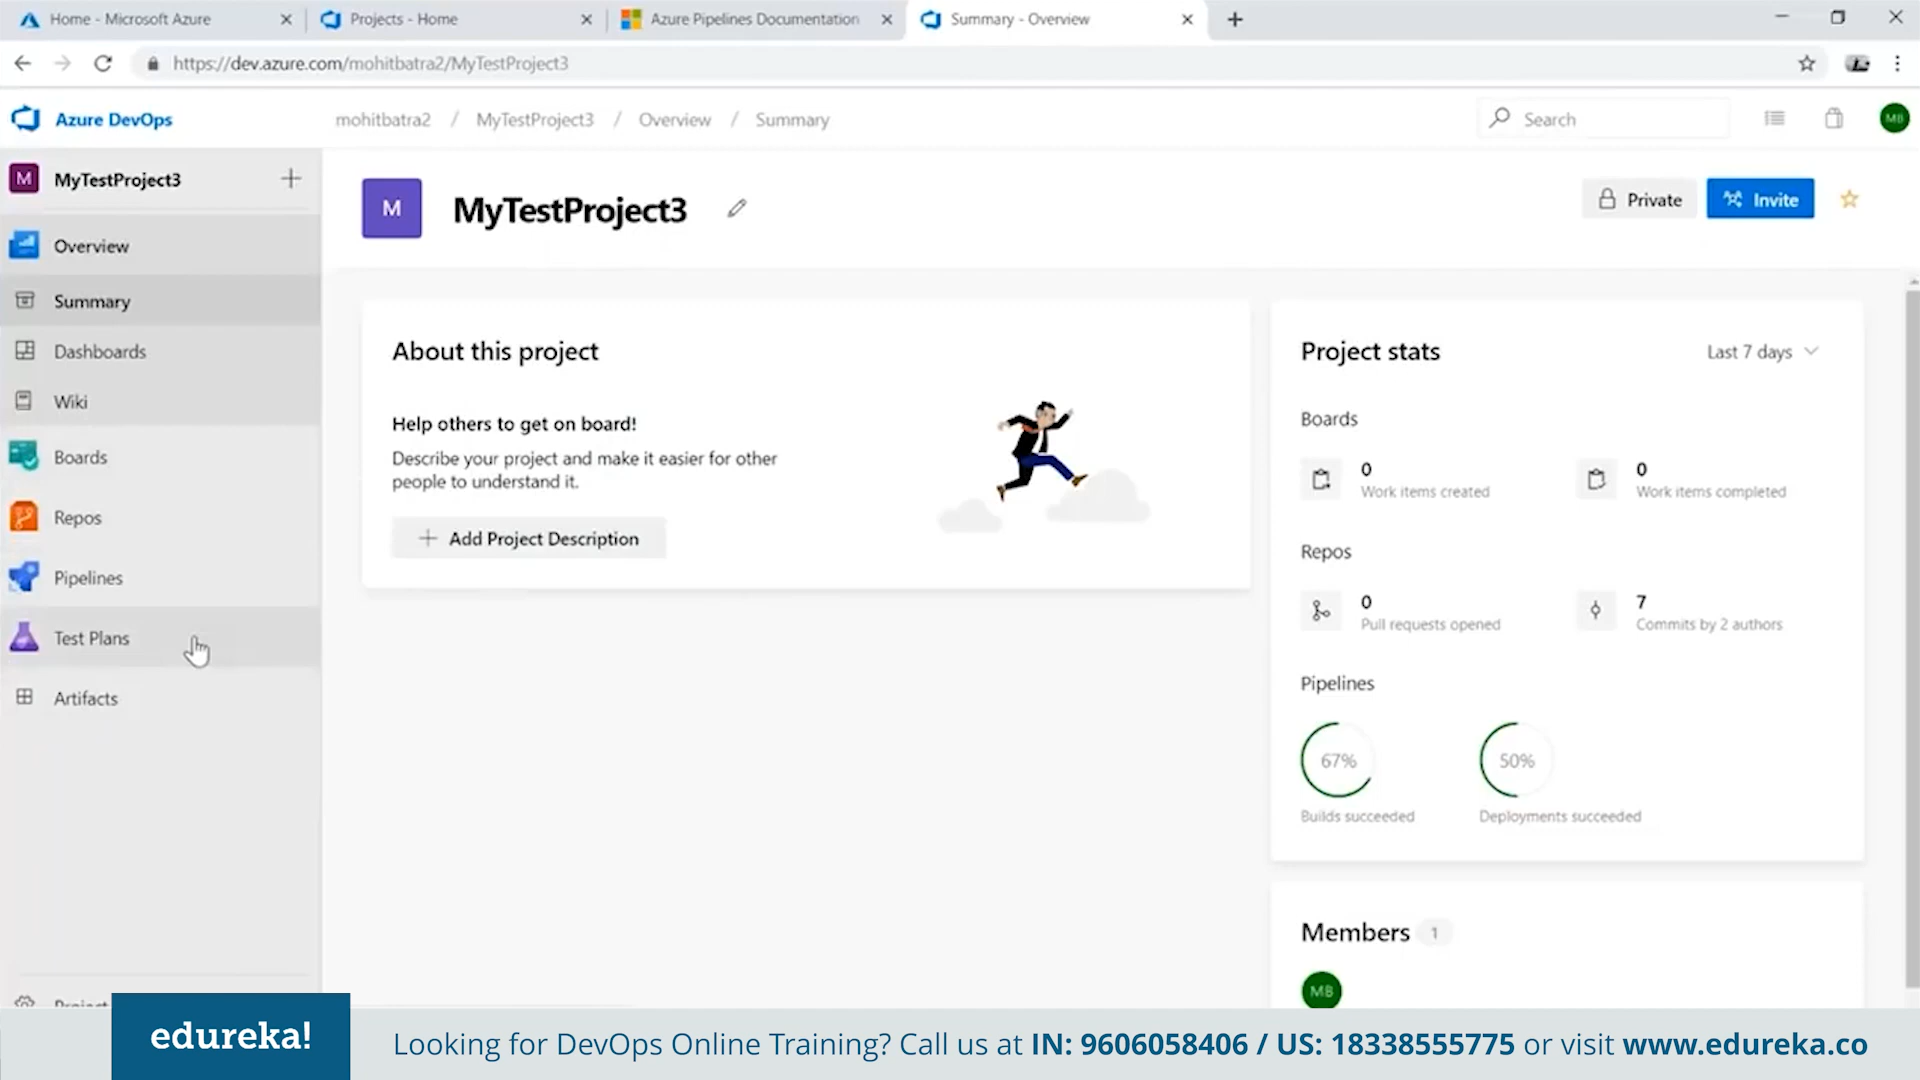 Home - Microsoft Azure
Projects - Home
Azure Pipelines Documentation
Summary - Overview
https://dev.azure.com/mohitbatra2/MyTestProject3
Azure DevOps
mohitbatra2 / MyTestProject3 / Overview / Summary
Search
MB
M MyTestProject3
Overview
Summary
Dashboards
Wiki
Boards
Repos
Pipelines
Test Plans
Artifacts
M
MyTestProject3
Private
Invite
About this project
Help others to get on board!
Describe your project and make it easier for other
people to understand it.
Add Project Description
Project stats
Last 7 days
Boards
0
Work items created
0
Work items completed
Repos
0
Pull requests opened
7
Commits by 2 authors
Pipelines
67%
Builds succeeded
50%
Deployments succeeded
Members 1
MB
edureka!
Looking for DevOps Online Training? Call us at IN: 9606058406 / US: 18338555775 or visit www.edureka.co